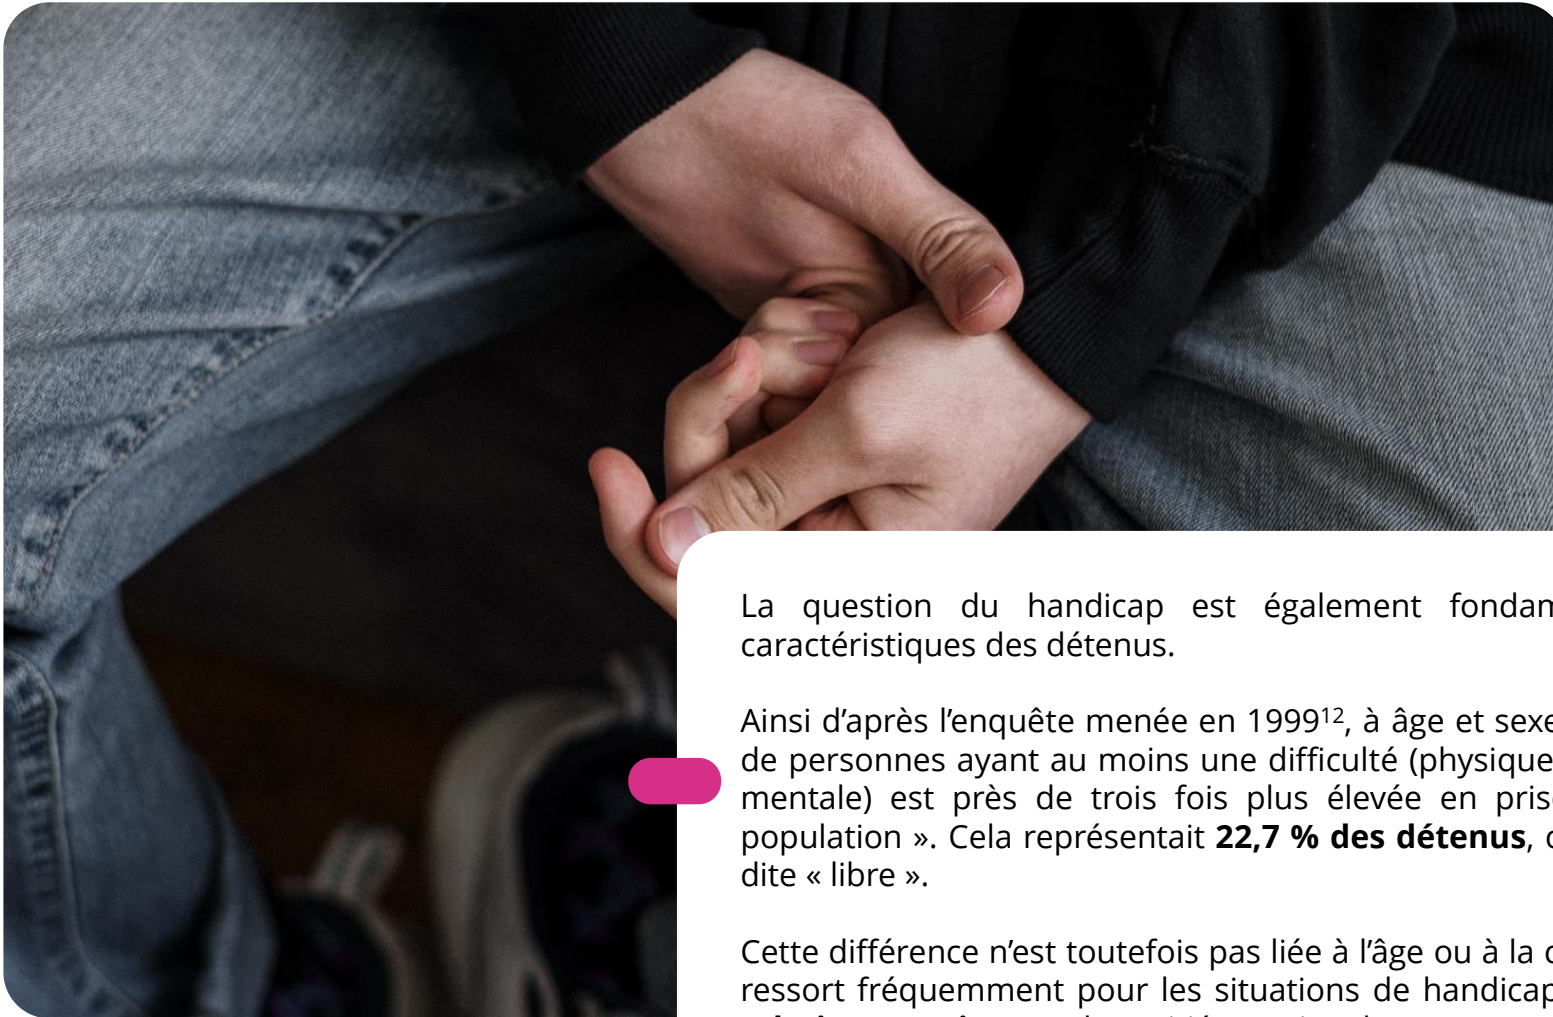 La question du handicap est également
caractéristiques des détenus.
Ainsi d’après l’enquête menée en 1999¹², à âge et sexe
de personnes ayant au moins une difficulté (physique
mentale) est près de trois fois plus élevée en
population ». Cela représentait 22,7 % des détenus,
dite « libre ».
Cette différence n’est toutefois pas liée à l’âge ou à la
ressort fréquemment pour les situations de handicap